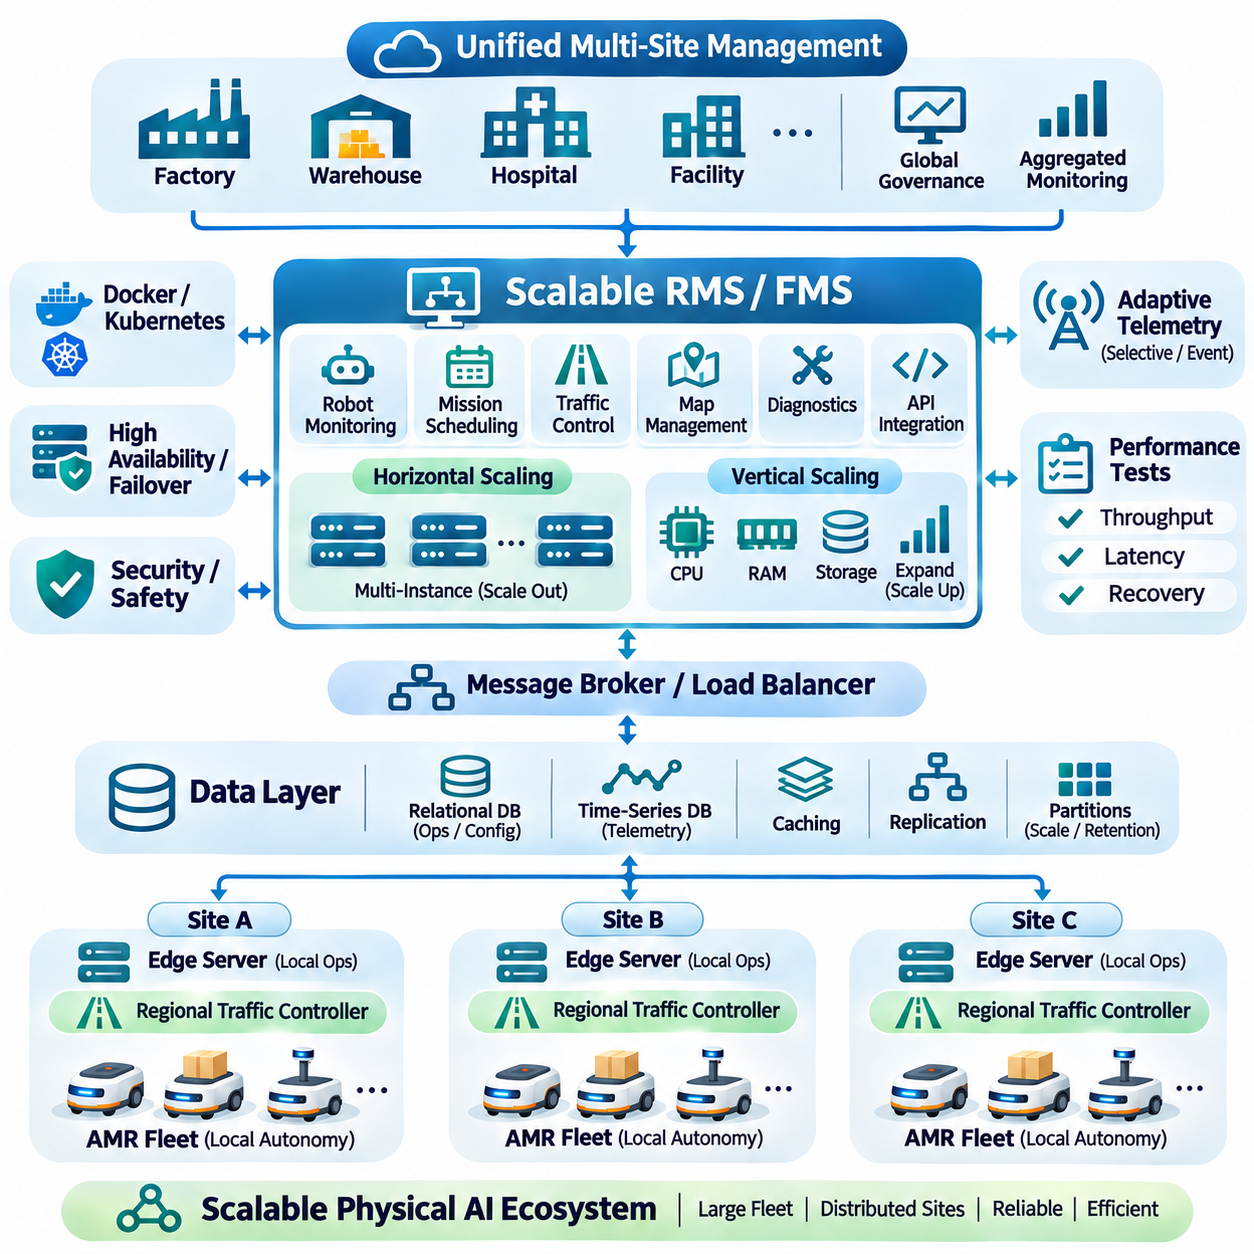 Unified Multi-Site Management
Factory
Warehouse
Hospital
Facility
...
Global
Governance
Aggregated
Monitoring
Docker /
Kubernetes
High
Availability /
Failover
Security /
Safety
Scalable RMS / FMS
Robot
Monitoring
Mission
Scheduling
Traffic
Control
Map
Management
Diagnostics
</>
API
Integration
Horizontal Scaling
...
Multi-Instance (Scale Out)
Vertical Scaling
CPU
RAM
Storage
Expand
(Scale Up)
Adaptive
Telemetry
(Selective / Event)
Performance
Tests
Throughput
Latency
Recovery
Message Broker / Load Balancer
Data Layer
Relational DB
(Ops / Config)
Time-Series DB
(Telemetry)
Caching
Replication
Partitions
(Scale / Retention)
Site A
Edge Server (Local Ops)
Regional Traffic Controller
...
AMR Fleet (Local Autonomy)
Site B
Edge Server (Local Ops)
Regional Traffic Controller
...
AMR Fleet (Local Autonomy)
Site C
Edge Server (Local Ops)
Regional Traffic Controller
...
AMR Fleet (Local Autonomy)
Scalable Physical AI Ecosystem | Large Fleet | Distributed Sites | Reliable | Efficient